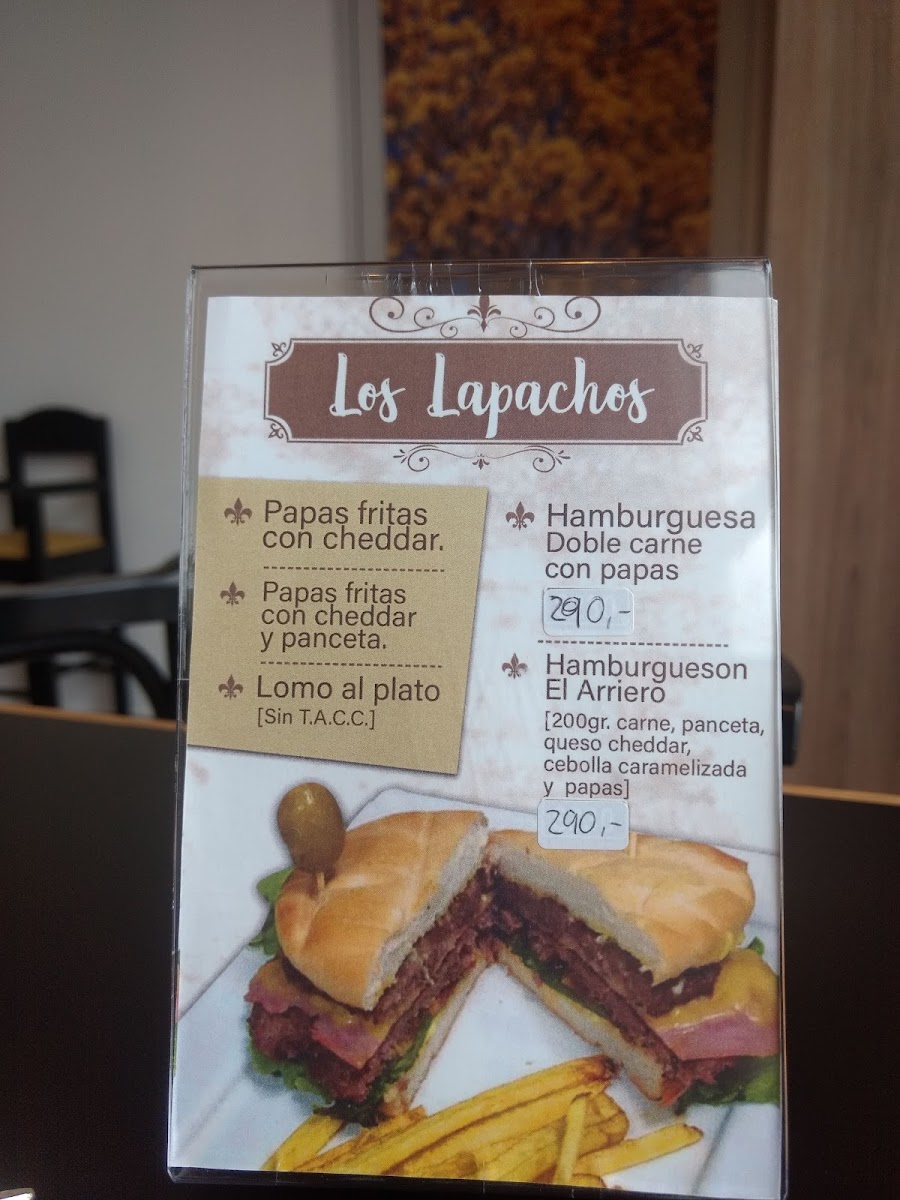 Los Lapachos
Papas fritas
con cheddar.
Papas fritas
con cheddar
y panceta.
Lomo al plato
[Sin T.A.C.C.]
Hamburguesa
Doble carne
con papas
290,-
Hamburgueson
El Arriero
[200gr. carne, panceta,
queso cheddar,
cebolla caramelizada
y papas]
290,-